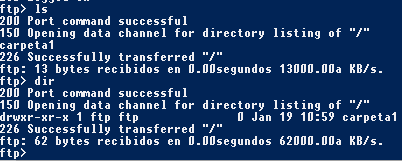 ftp> ls
200 Port command successful
150 Opening data channel for directory listing of "/"
carpeta1
226 Successfully transferred "/"
ftp: 13 bytes recibidos en 0.00segundos 13000.00a KB/s.
ftp> dir
200 Port command successful
150 Opening data channel for directory listing of "/"
drwxr-xr-x 1 ftp ftp 0 Jan 19 10:59 carpeta1
226 Successfully transferred "/"
ftp: 62 bytes recibidos en 0.00segundos 62000.00a KB/s.
ftp>